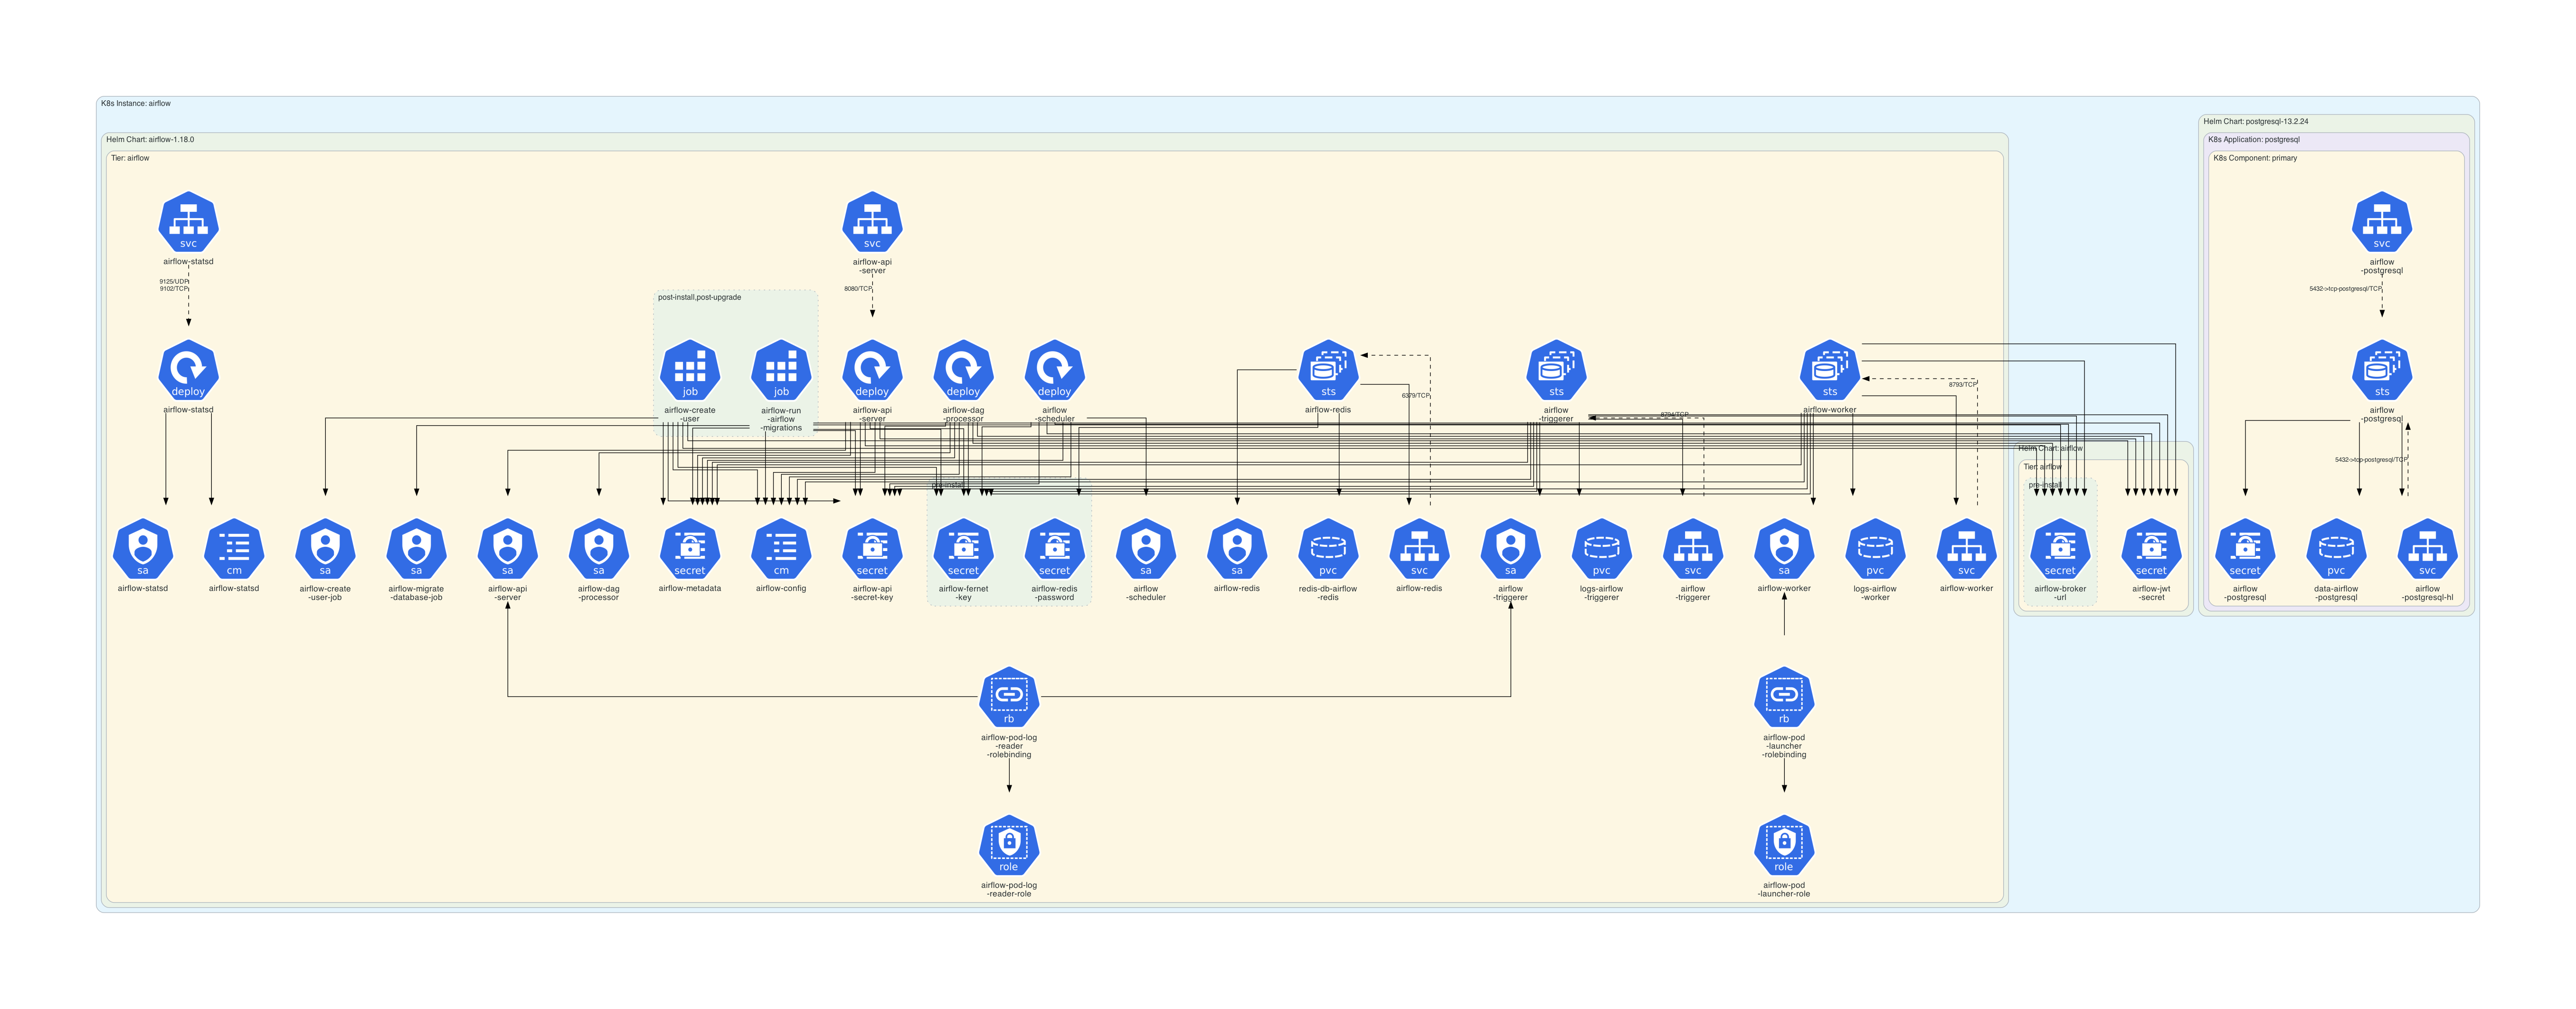 K8s Instance: airflow
Helm Chart: airflow-1.18.0
Tier: airflow
Helm Chart: postgresql-13.2.24
K8s Application: postgresql
K8s Component: primary
svc
airflow-statsd
9125/UDP
9102/TCP
svc
airflow-api
-server
8080/TCP
svc
airflow
-postgresql
5432->tcp-postgresql/TCP
post-install,post-upgrade
deploy
airflow-statsd
job
airflow-create
-user
job
airflow-run
-airflow
-migrations
deploy
airflow-api
-server
deploy
airflow-dag
-processor
deploy
airflow
-scheduler
sts
airflow-redis
6379/TCP
sts
airflow
-triggerer
8794/TCP
sts
airflow-worker
8793/TCP
sts
airflow
-postgresql
5432->tcp-postgresql/TCP
Helm Chart: airflow
Tier: airflow
pre-install
pre-install
sa
airflow-statsd
cm
airflow-statsd
sa
airflow-create
-user-job
sa
airflow-migrate
-database-job
sa
airflow-api
-server
sa
airflow-dag
-processor
secret
airflow-metadata
cm
airflow-config
secret
airflow-api
-secret-key
secret
airflow-fernet
-key
secret
airflow-redis
-password
sa
airflow
-scheduler
sa
airflow-redis
pvc
redis-db-airflow
-redis
svc
airflow-redis
sa
airflow
-triggerer
pvc
logs-airflow
-triggerer
svc
airflow
-triggerer
sa
airflow-worker
pvc
logs-airflow
-worker
svc
airflow-worker
secret
airflow-broker
-url
secret
airflow-jwt
-secret
secret
airflow
-postgresql
pvc
data-airflow
-postgresql
svc
airflow
-postgresql-hl
rb
airflow-pod-log
-reader
-rolebinding
rb
airflow-pod
-launcher
-rolebinding
role
airflow-pod-log
-reader-role
role
airflow-pod
-launcher-role